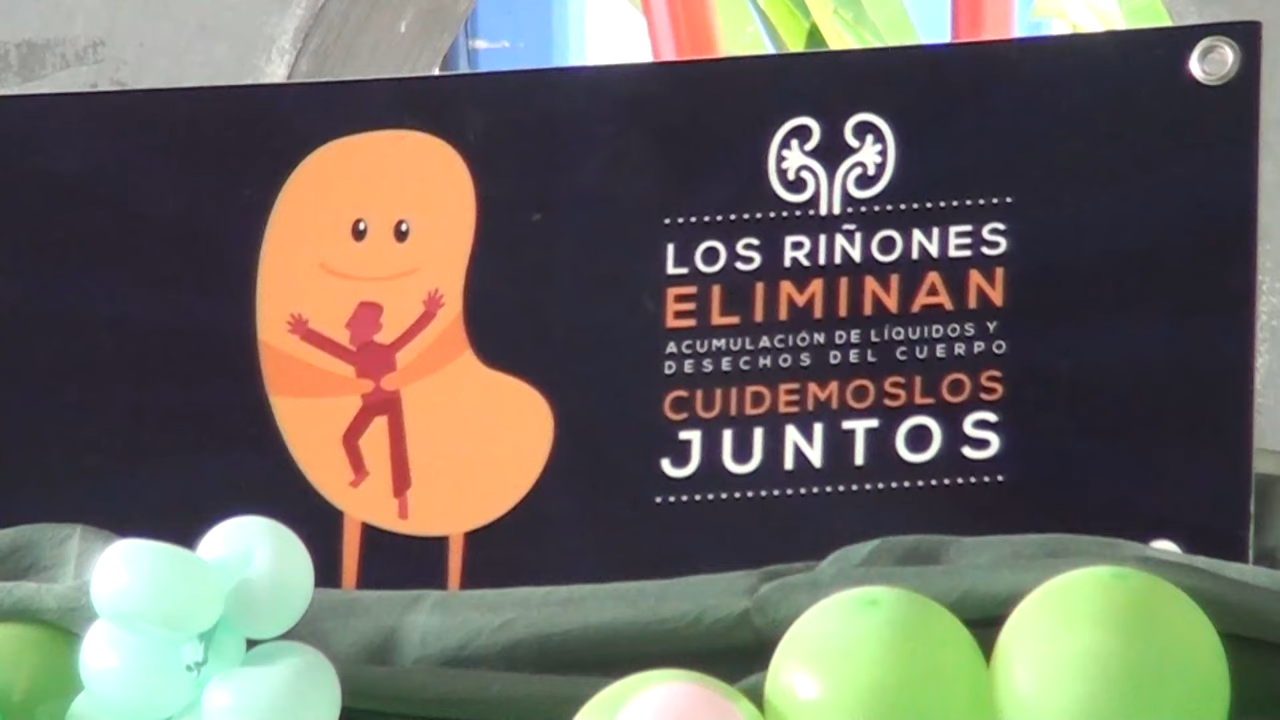 LOS RIÑONES
ELIMINAN
ACUMULACIÓN DE LÍQUIDOS Y
DESECHOS DEL CUERPO
CUIDEMOSLOS
JUNTOS